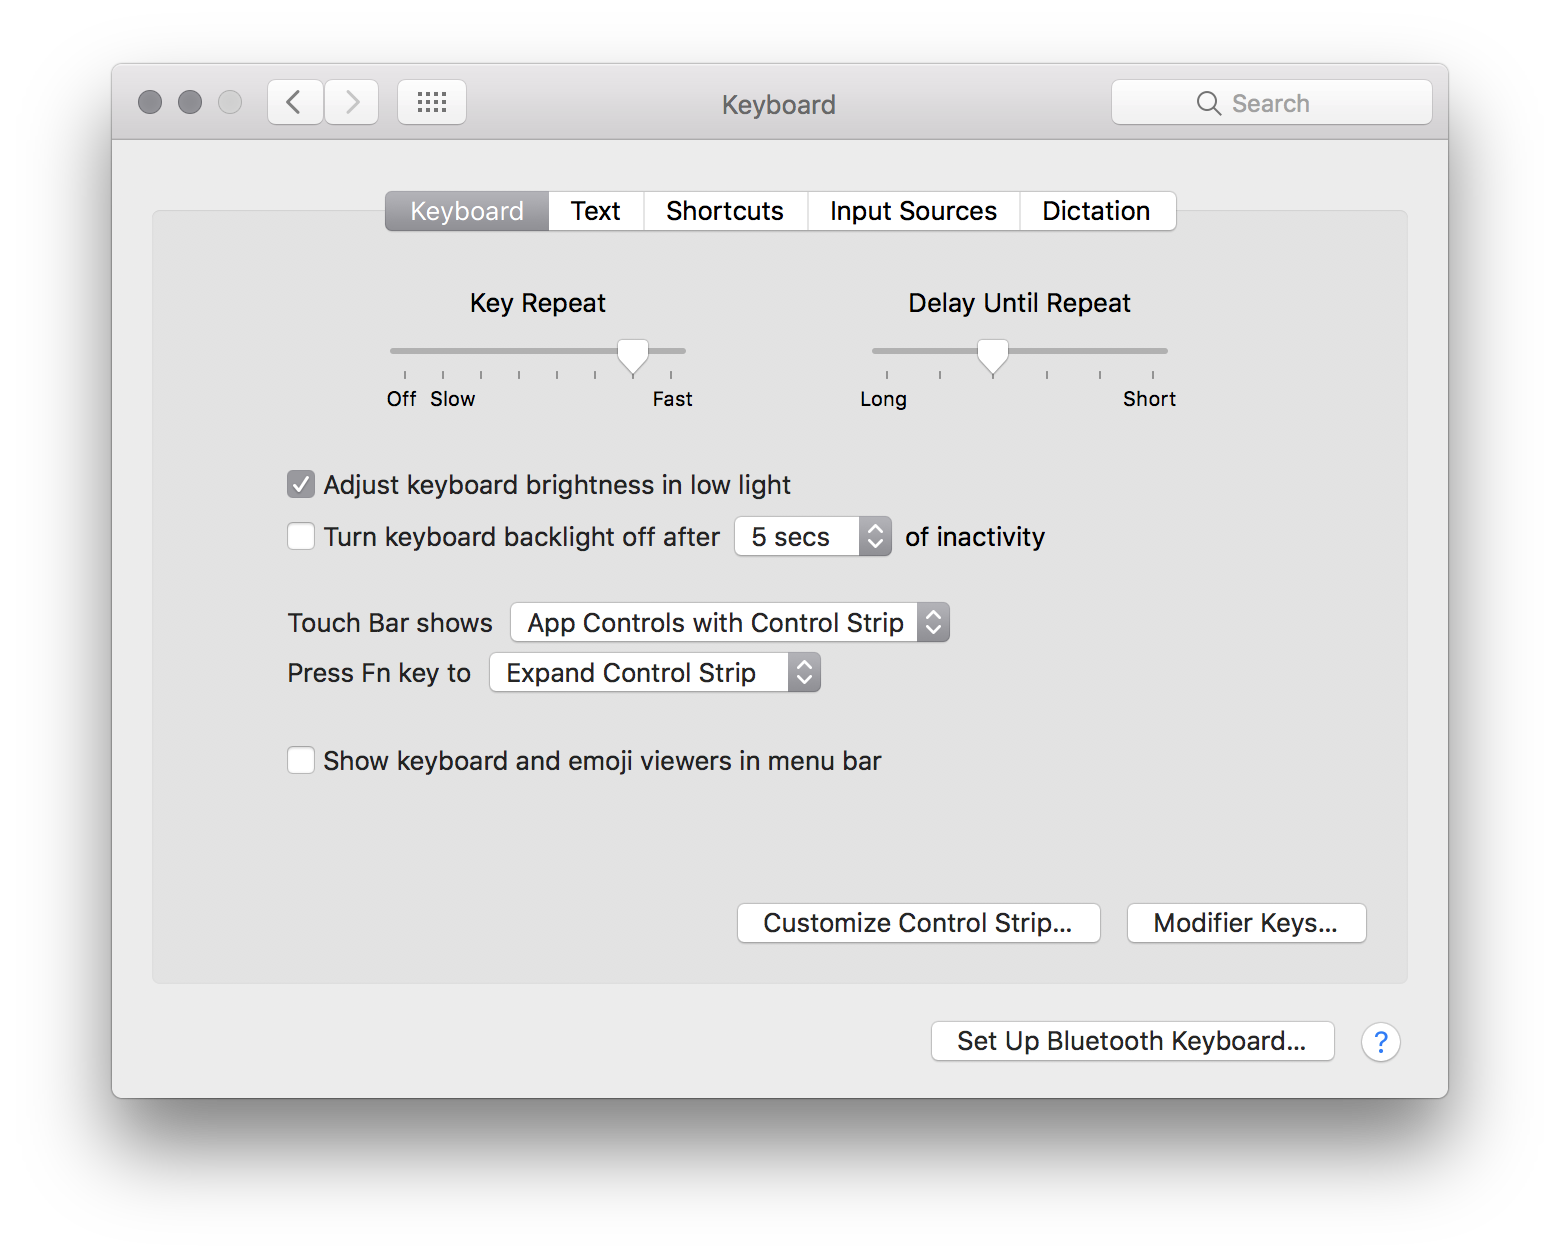 Keyboard
Search
Keyboard Text Shortcuts Input Sources Dictation
Key Repeat
Off Slow Fast
Delay Until Repeat
Long Short
Adjust keyboard brightness in low light
Turn keyboard backlight off after 5 secs of inactivity
Touch Bar shows App Controls with Control Strip
Press Fn key to Expand Control Strip
Show keyboard and emoji viewers in menu bar
Customize Control Strip... Modifier Keys...
Set Up Bluetooth Keyboard... ?